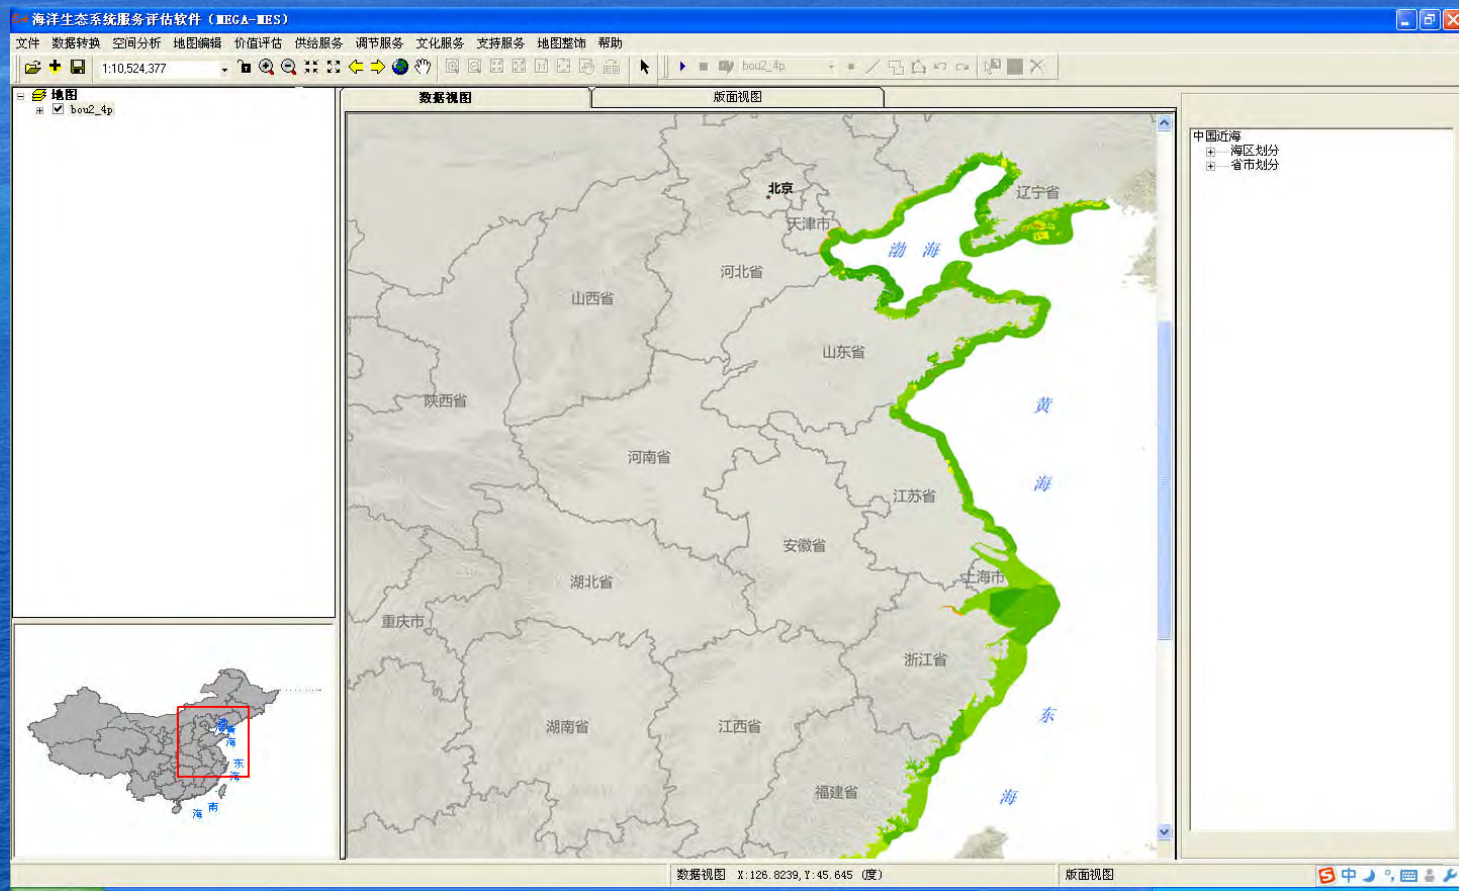 海洋生态系统服务评估软件（MEGA-MES）
文件 数据转换 空间分析 地图编辑 价值评估 供给服务 调节服务 文化服务 支持服务 地图整饰 帮助
1:10,524,377
bou2_4p
地图
bou2_4p
数据视图
版面视图
中国近海
海区划分
省市划分
北京
天津市
辽宁省
渤 海
河北省
山西省
山东省
陕西省
黄
海
河南省
江苏省
安徽省
上海市
湖北省
重庆市
浙江省
东
海
湖南省
江西省
福建省
海
东
海
南
海
数据视图 X:126.8239,Y:45.645 (度)
版面视图
中